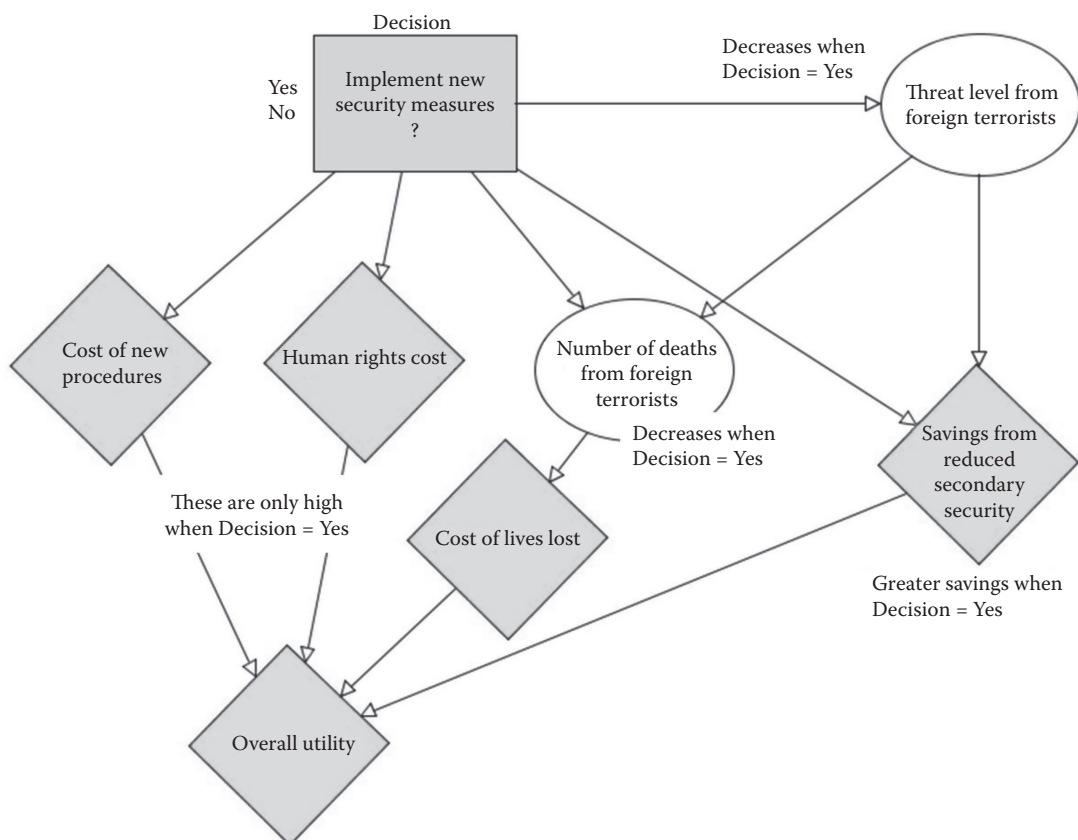 Decision
Yes
No
Implement new
security measures
?
Decreases when
Decision = Yes
Threat level from
foreign terrorists
Cost of new
procedures
Human rights cost
Number of deaths
from foreign
terrorists
Decreases when
Decision = Yes
Savings from
reduced
secondary
security
These are only high
when Decision = Yes
Cost of lives lost
Greater savings when
Decision = Yes
Overall utility